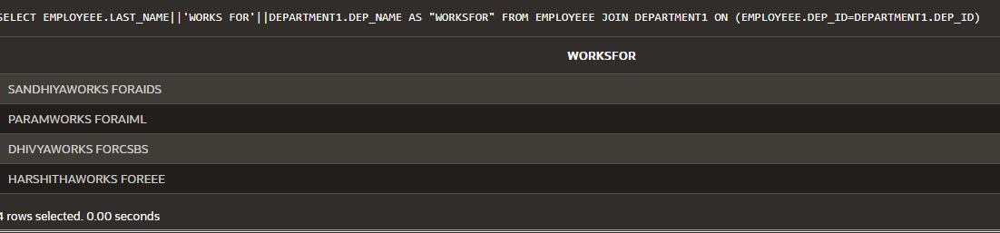 SELECT EMPLOYEEE.LAST_NAME||'WORKS FOR'||DEPARTMENT1.DEP_NAME AS "WORKSFOR" FROM EMPLOYEEE JOIN DEPARTMENT1 ON (EMPLOYEEE.DEP_ID=DEPARTMENT1.DEP_ID)
WORKSFOR
SANDHIYAWORKS FORAIDS
PARAMWORKS FORAIML
DHIVYAWORKS FORCSBS
HARSHITHAWORKS FOREEE
4 rows selected. 0.00 seconds